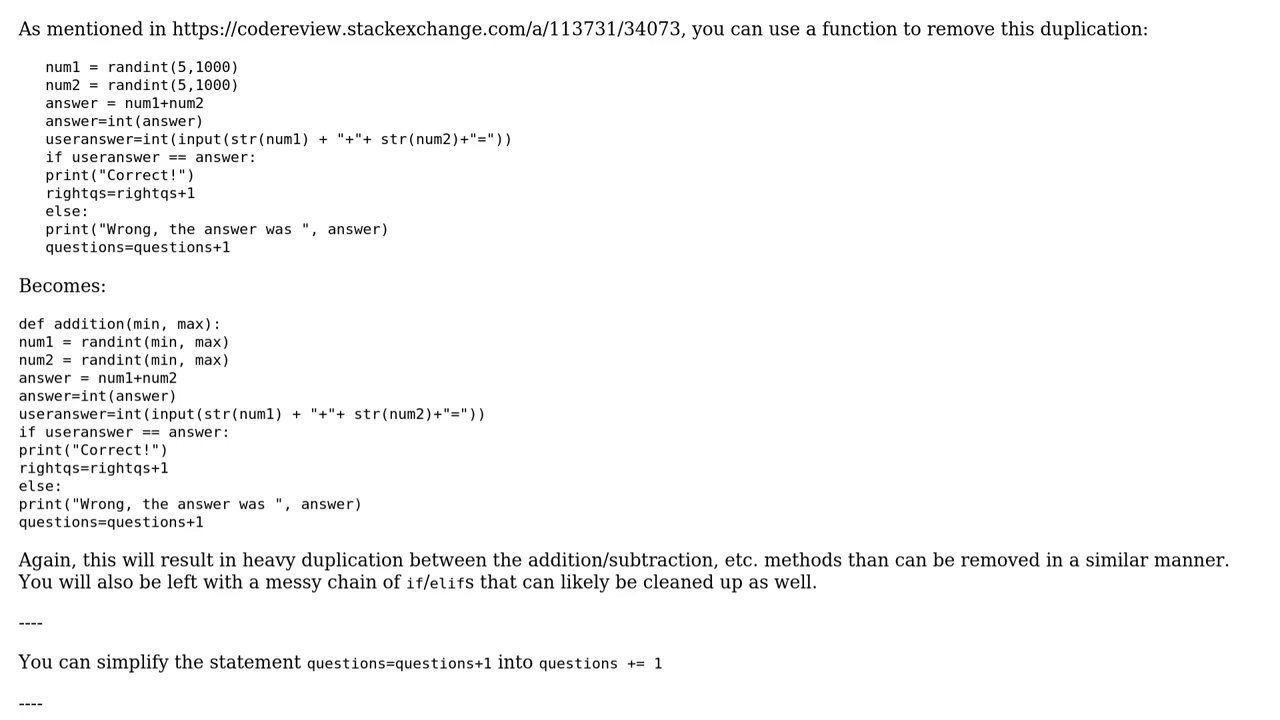 As mentioned in https://codereview.stackexchange.com/a/113731/34073, you can use a function to remove this duplication:
num1 = randint(5,1000)
num2 = randint(5,1000)
answer = num1+num2
answer=int(answer)
useranswer=int(input(str(num1) + "+"+ str(num2)+"="))
if useranswer == answer:
print("Correct!")
rightqs=rightqs+1
else:
print("Wrong, the answer was ", answer)
questions=questions+1
Becomes:
def addition(min, max):
num1 = randint(min, max)
num2 = randint(min, max)
answer = num1+num2
answer=int(answer)
useranswer=int(input(str(num1) + "+"+ str(num2)+"="))
if useranswer == answer:
print("Correct!")
rightqs=rightqs+1
else:
print("Wrong, the answer was ", answer)
questions=questions+1
Again, this will result in heavy duplication between the addition/subtraction, etc. methods than can be removed in a similar manner.
You will also be left with a messy chain of if/elifs that can likely be cleaned up as well.
----
You can simplify the statement questions=questions+1 into questions += 1
----